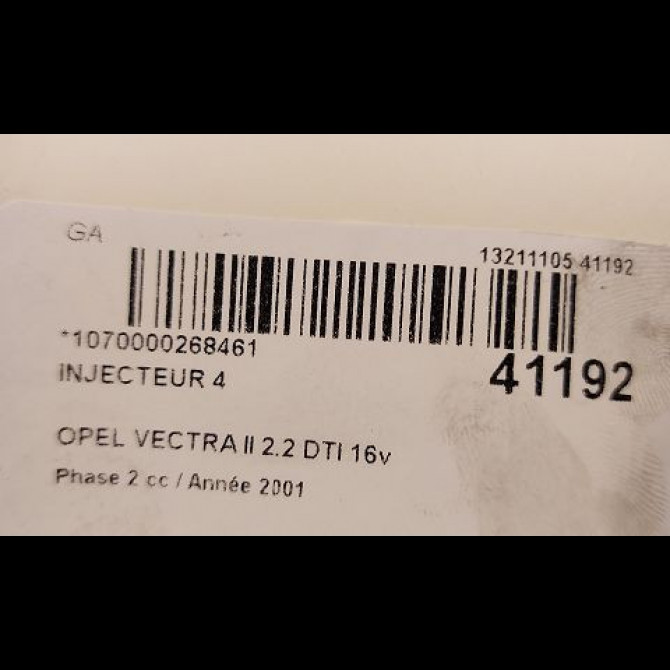 GA
13211105 41192
*1070000268461
41192
INJECTEUR 4
OPEL VECTRA II 2.2 DTI 16v
Phase 2 cc / Année 2001